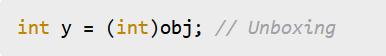 int y = (int)obj; // Unboxing